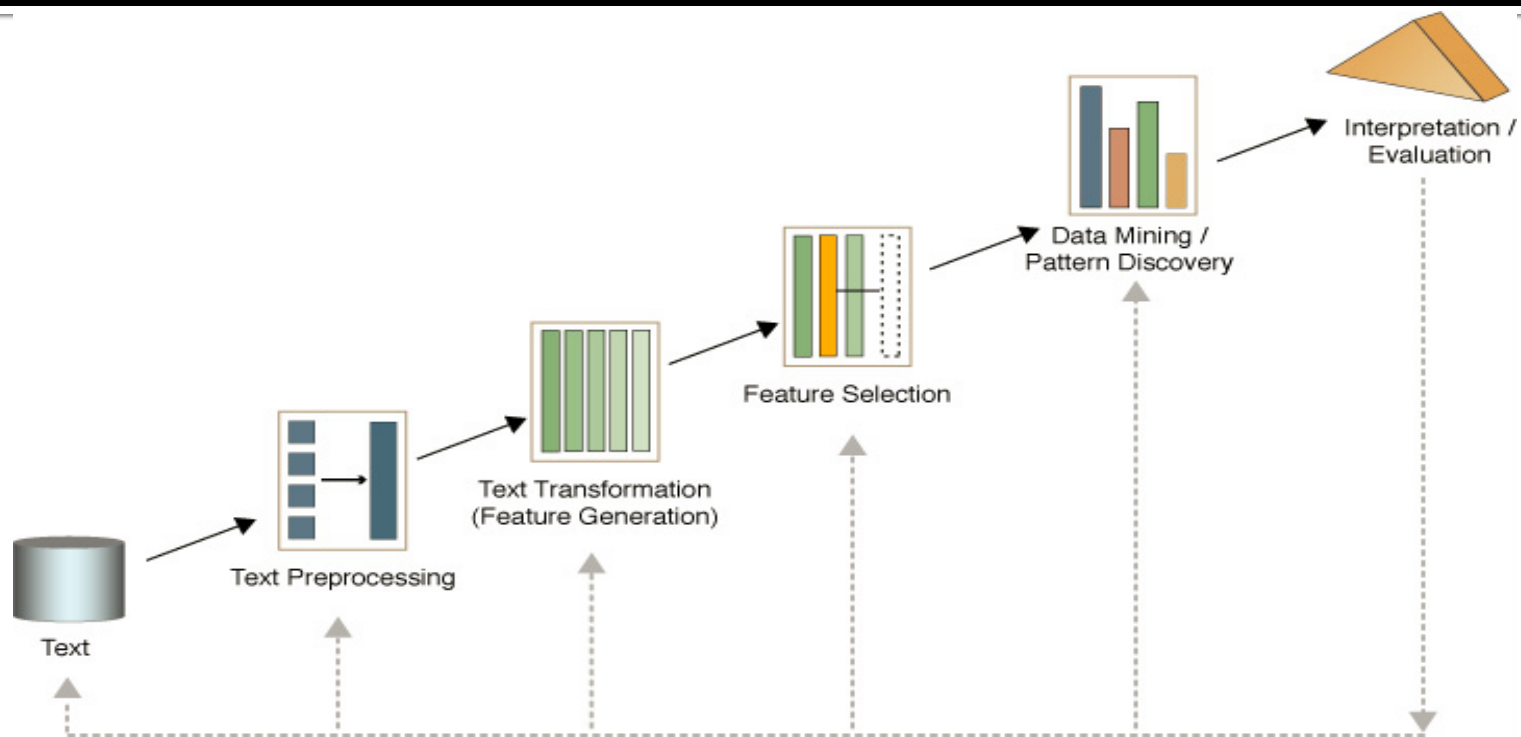 Interpretation /
Evaluation
Data Mining /
Pattern Discovery
Feature Selection
Text Transformation
(Feature Generation)
Text Preprocessing
Text